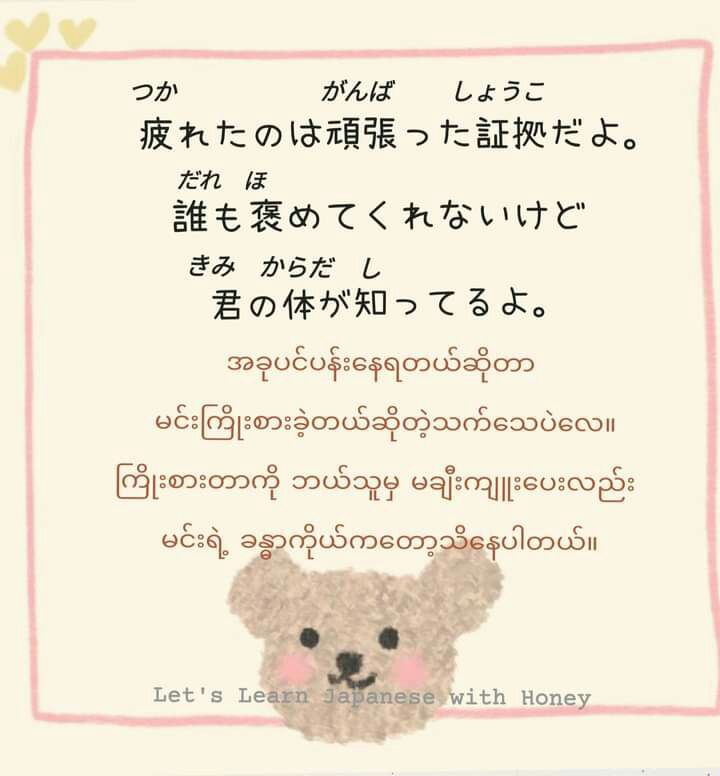 つか がんば しょうこ
疲れたのは頑張った証拠だよ。
だれ ほ
誰も褒めてくれないけど
きみ からだ し
君の体が知ってるよ。
အခုပင်ပန်းနေရတယ်ဆိုတာ
မင်းကြိုးစားခဲ့တယ်ဆိုတဲ့သက်သေပဲလေ။
ကြိုးစားတာကို ဘယ်သူမှ မချီးကျူးပေးလည်း
မင်းရဲ့ ခန္ဓာကိုယ်ကတော့သိနေပါတယ်။
Let's Learn Japanese with Honey